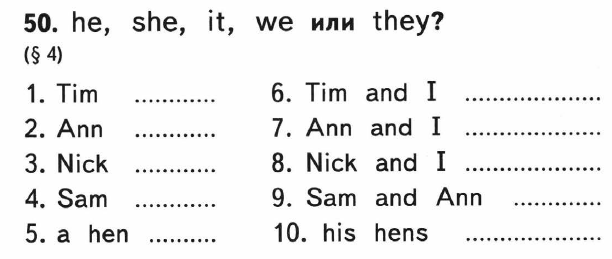 50. he, she, it, we или they?
(§ 4)
1. Tim ............
2. Ann ............
3. Nick ............
4. Sam ............
5. a hen ..........
6. Tim and I ....................
7. Ann and I ....................
8. Nick and I ....................
9. Sam and Ann .............
10. his hens ....................